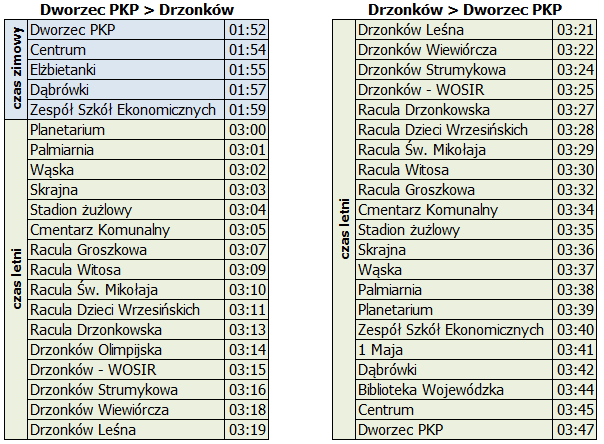 Dworzec PKP > Drzonków
czas zimowy
Dworzec PKP 01:52
Centrum 01:54
Elżbietanki 01:55
Dąbrówki 01:57
Zespół Szkół Ekonomicznych 01:59
czas letni
Planetarium 03:00
Palmiarnia 03:01
Wąska 03:02
Skrajna 03:03
Stadion żużlowy 03:04
Cmentarz Komunalny 03:05
Racula Groszkowa 03:07
Racula Witosa 03:09
Racula Św. Mikołaja 03:10
Racula Dzieci Wrzesińskich 03:11
Racula Drzonkowska 03:13
Drzonków Olimpijska 03:14
Drzonków - WOSIR 03:15
Drzonków Strumykowa 03:16
Drzonków Wiewiórcza 03:18
Drzonków Leśna 03:19
Drzonków > Dworzec PKP
czas letni
Drzonków Leśna 03:21
Drzonków Wiewiórcza 03:22
Drzonków Strumykowa 03:24
Drzonków - WOSIR 03:25
Racula Drzonkowska 03:27
Racula Dzieci Wrzesińskich 03:28
Racula Św. Mikołaja 03:29
Racula Witosa 03:30
Racula Groszkowa 03:32
Cmentarz Komunalny 03:34
Stadion żużlowy 03:35
Skrajna 03:36
Wąska 03:37
Palmiarnia 03:38
Planetarium 03:39
Zespół Szkół Ekonomicznych 03:40
1 Maja 03:41
Dąbrówki 03:42
Biblioteka Wojewódzka 03:44
Centrum 03:45
Dworzec PKP 03:47